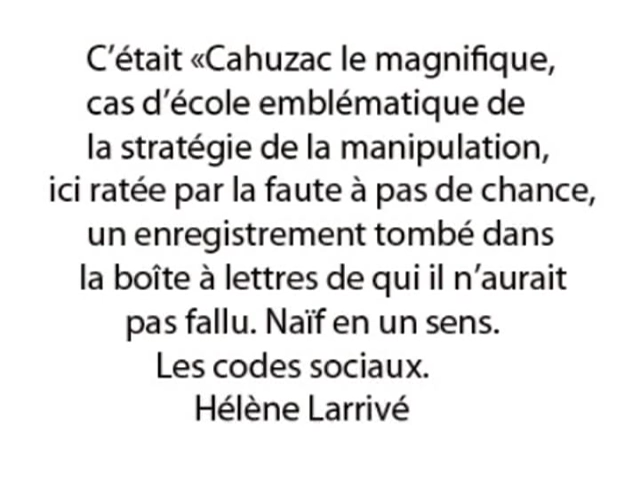 C’était «Cahuzac le magnifique,
cas d’école emblématique de
la stratégie de la manipulation,
ici ratée par la faute à pas de chance,
un enregistrement tombé dans
la boîte à lettres de qui il n’aurait
pas fallu. Naïf en un sens.
Les codes sociaux.
Hélène Larrivé